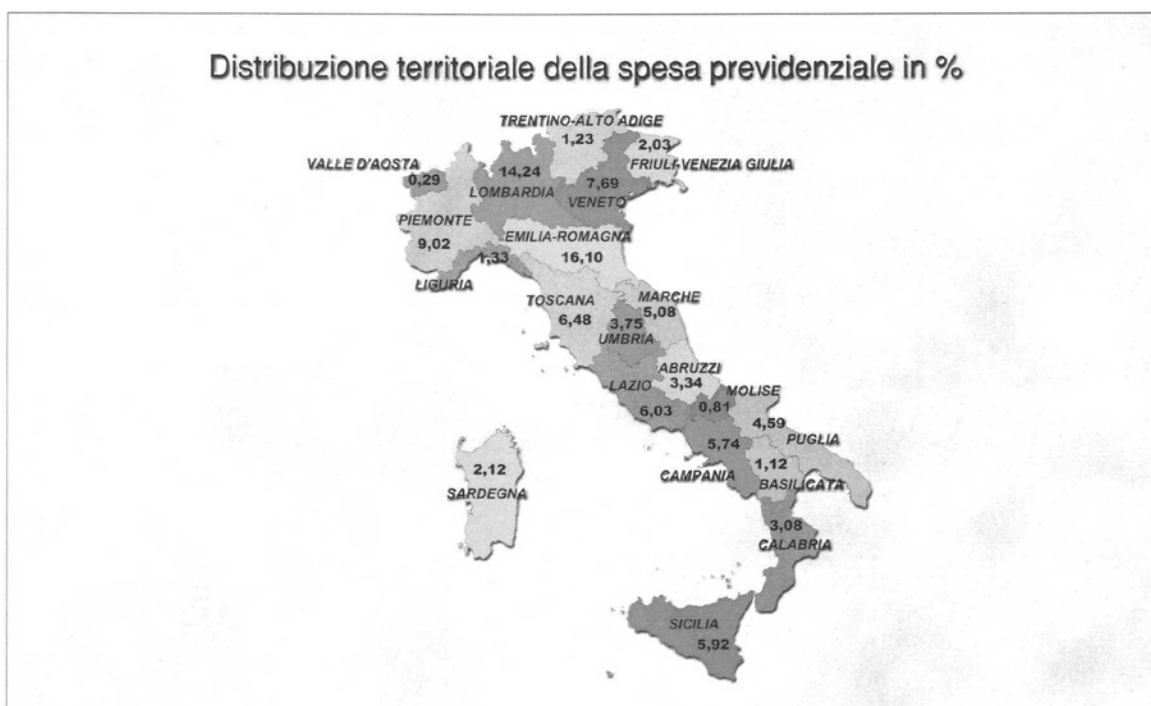 Distribuzione territoriale della spesa previdenziale in %
TRENTINO-ALTO ADIGE
1,23
2,03
FRIULI-VENEZIA GIULIA
VALLE D'AOSTA
0,29
14,24
LOMBARDIA
7,69
VENETO
PIEMONTE
9,02
EMILIA-ROMAGNA
16,10
1,33
LIGURIA
TOSCANA
6,48
MARCHE
5,08
3,75
UMBRIA
ABRUZZI
3,34
LAZIO
6,03
MOLISE
0,81
4,59
PUGLIA
5,74
CAMPANIA
1,12
BASILICATA
2,12
SARDEGNA
3,08
CALABRIA
SICILIA
5,92